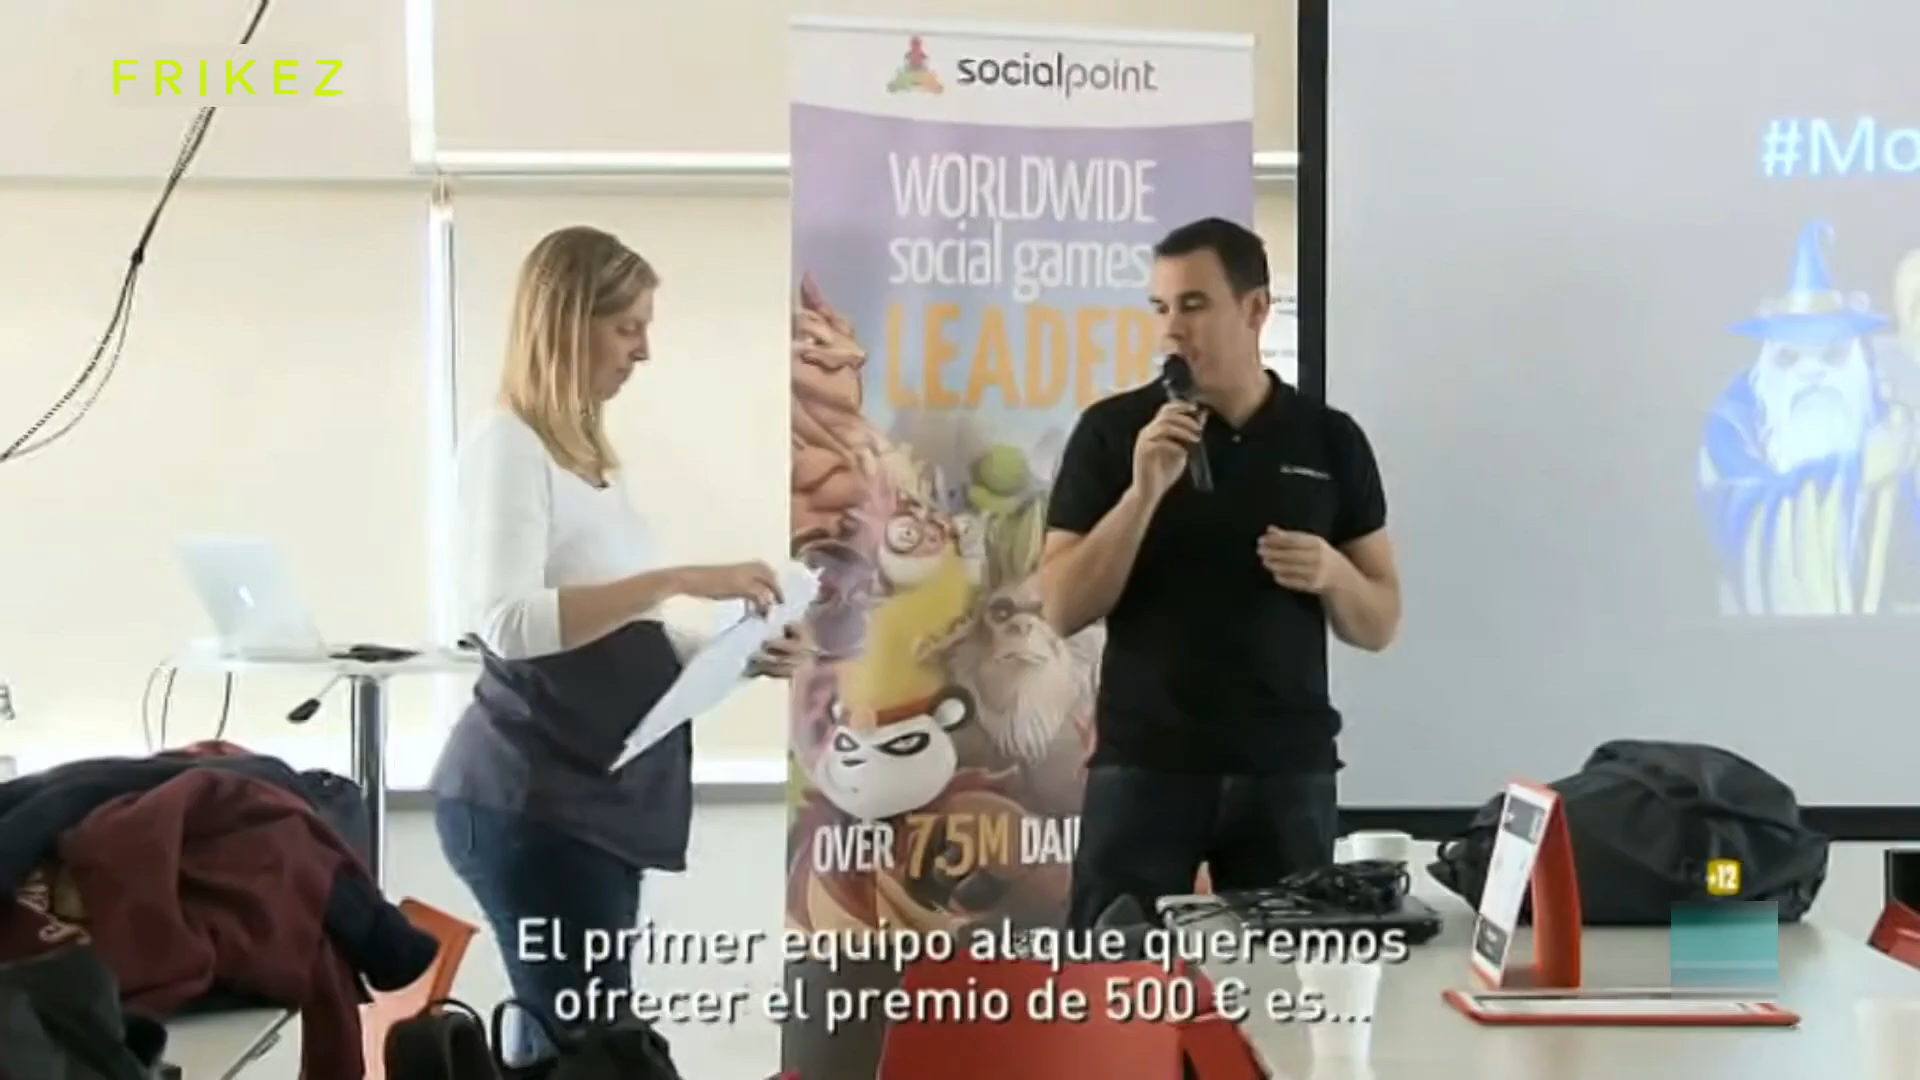 FRIKEZ
socialpoint
#Mo
WORLDWIDE
social games
LEADER
OVER 7.5M DAI
+12
El primer equipo al que queremos
ofrecer el premio de 500 € es...